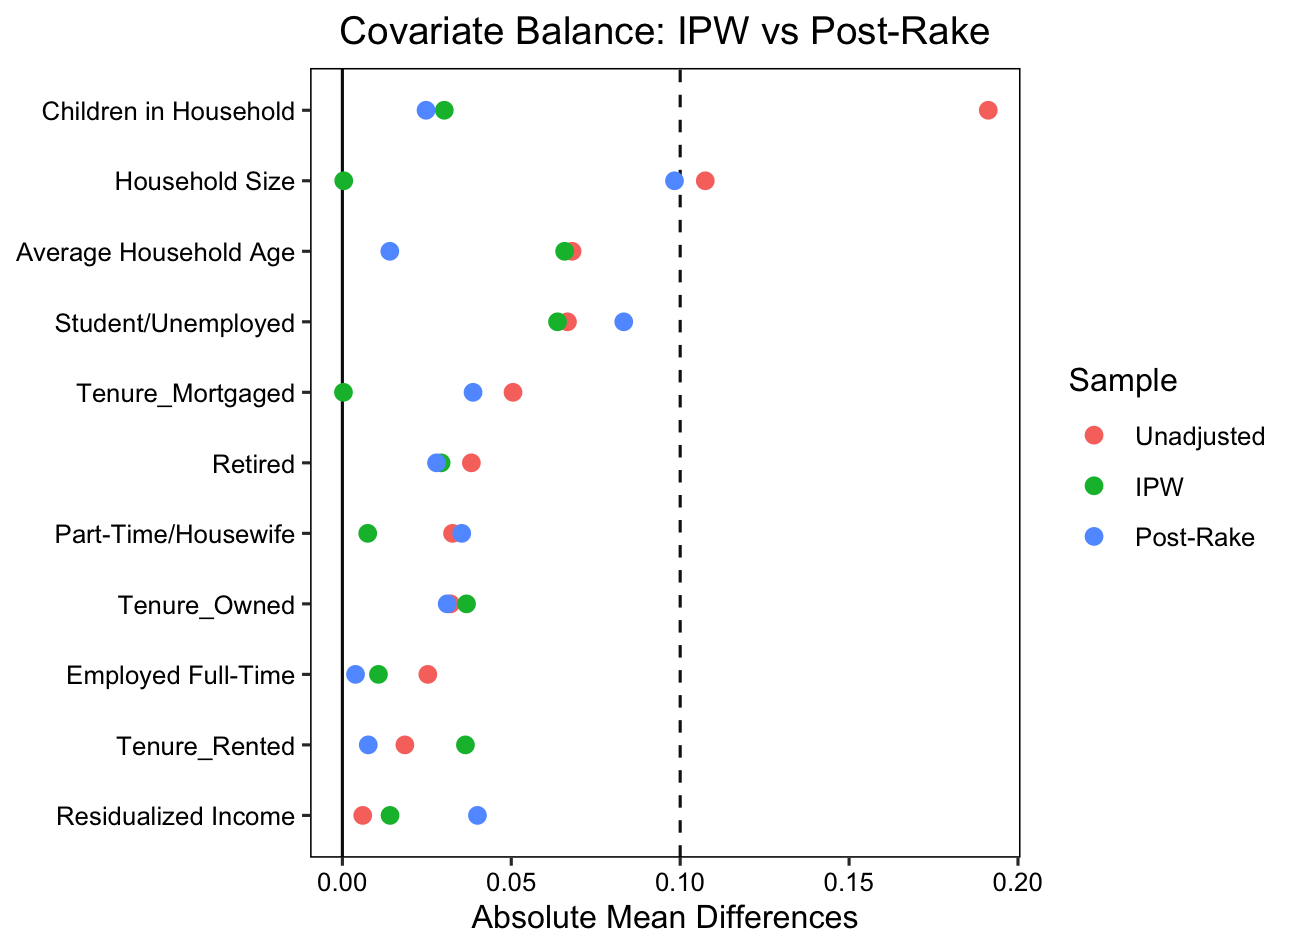 Covariate Balance: IPW vs Post-Rake
Children in Household
Household Size
Average Household Age
Student/Unemployed
Tenure_Mortgaged
Retired
Part-Time/Housewife
Tenure_Owned
Employed Full-Time
Tenure_Rented
Residualized Income
0.00 0.05 0.10 0.15 0.20
Absolute Mean Differences
Sample
Unadjusted
IPW
Post-Rake